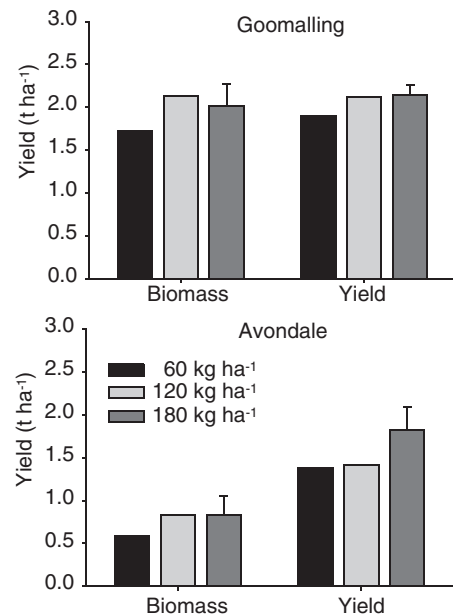 Goomalling
Yield (t ha⁻¹)
3.0
2.5
2.0
1.5
1.0
0.5
0.0
Biomass Yield
Avondale
Yield (t ha⁻¹)
3.0
2.5
2.0
1.5
1.0
0.5
0.0
60 kg ha⁻¹
120 kg ha⁻¹
180 kg ha⁻¹
Biomass Yield